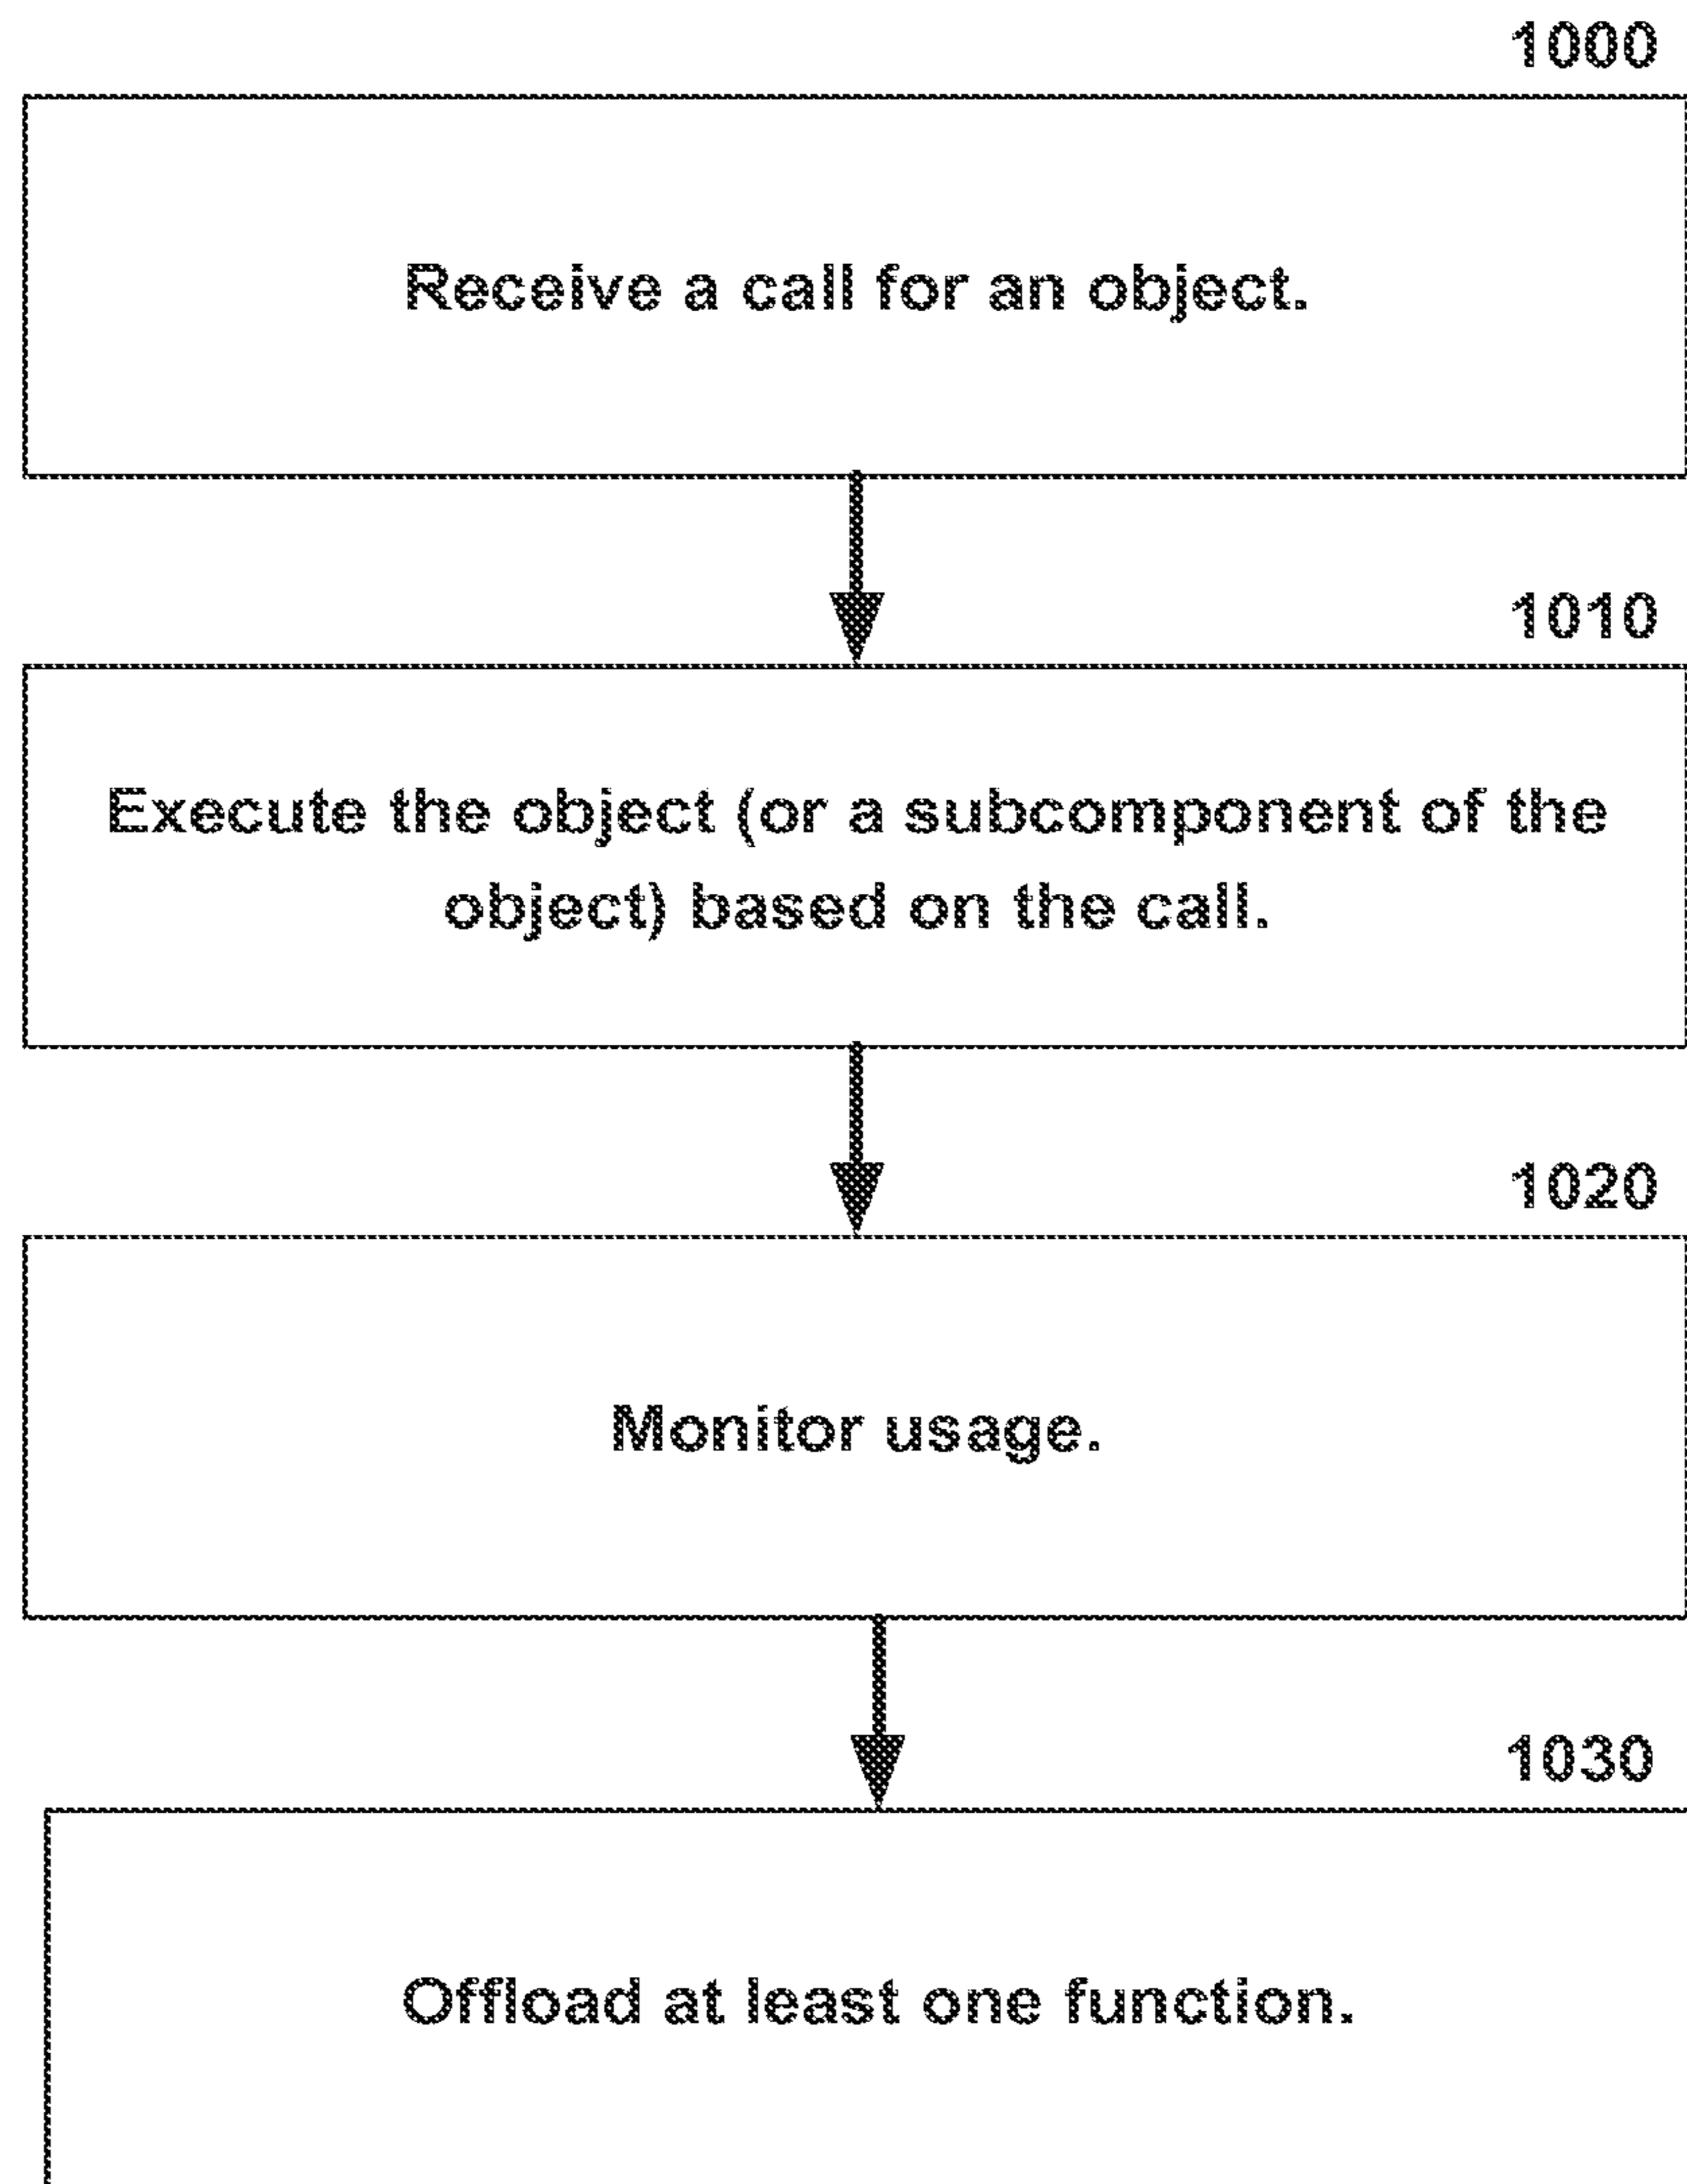 1000
Receive a call for an object.
1010
Execute the object (or a subcomponent of the
object) based on the call.
1020
Monitor usage.
1030
Offload at least one function.